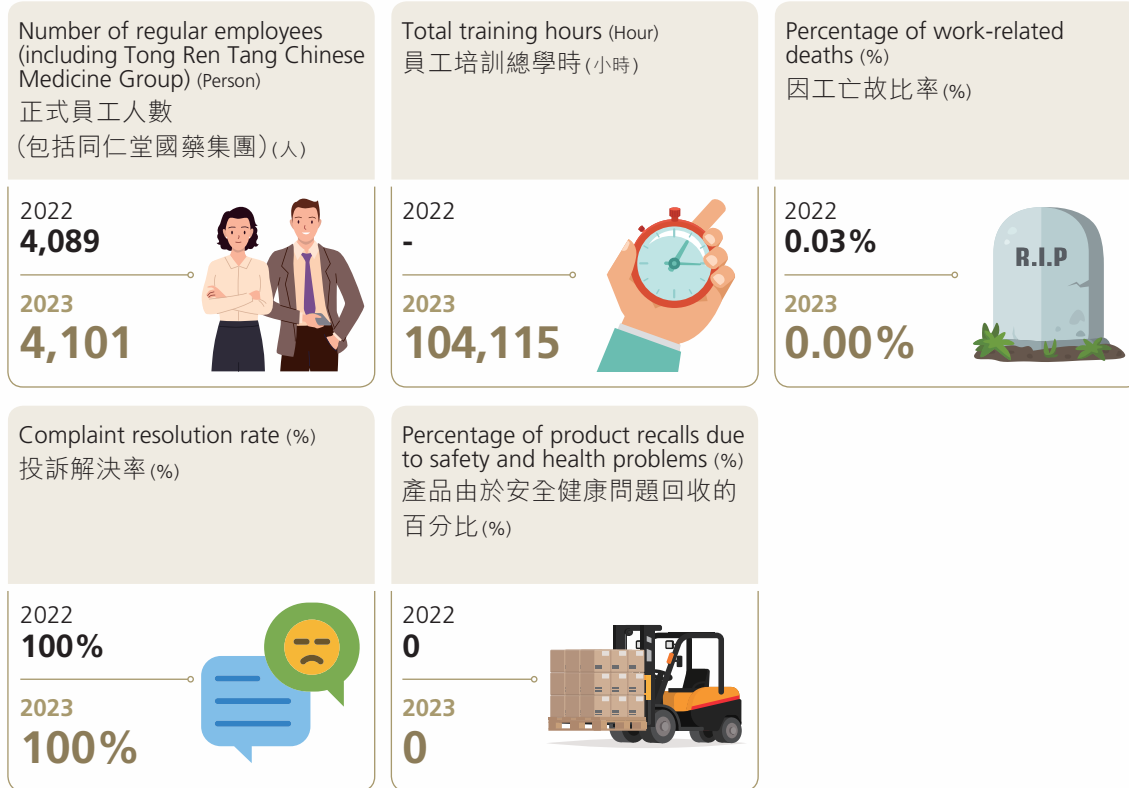 Number of regular employees
(including Tong Ren Tang Chinese
Medicine Group) (Person)
正式員工人數
（包括同仁堂國藥集團）(人)
2022
4,089
2023
4,101
Total training hours (Hour)
員工培訓總學時(小時)
2022
-
2023
104,115
Percentage of work-related
deaths (%)
因工亡故比率(%)
2022
0.03%
2023
0.00%
R.I.P
Complaint resolution rate (%)
投訴解決率(%)
2022
100%
2023
100%
Percentage of product recalls due
to safety and health problems (%)
產品由於安全健康問題回收的
百分比(%)
2022
0
2023
0